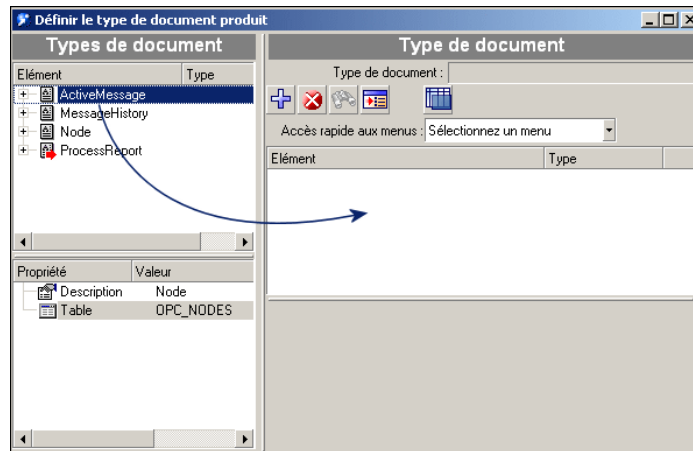 Définir le type de document produit
Types de document
Elément Type
ActiveMessage
MessageHistory
Node
ProcessReport
Propriété Valeur
Description Node
Table OPC_NODES
Type de document
Type de document :
Accès rapide aux menus : Sélectionnez un menu
Elément Type